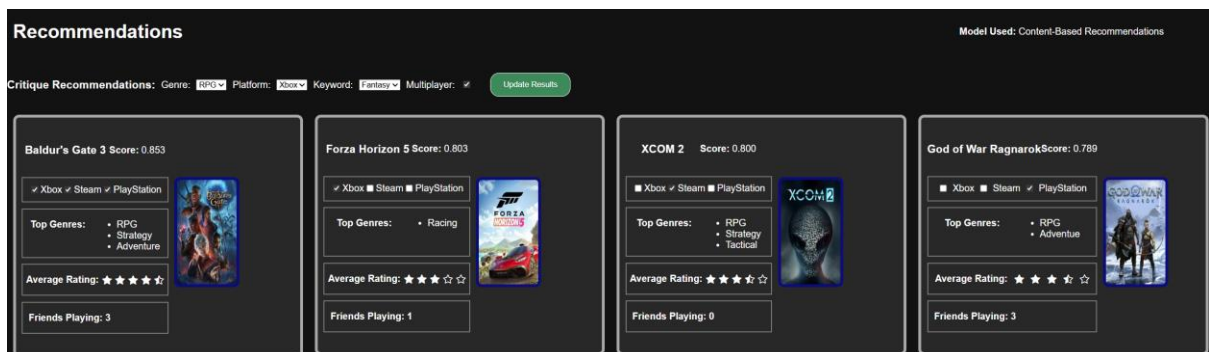 Recommendations
Model Used: Content-Based Recommendations
Critique Recommendations: Genre: RPG Platform: Xbox Keyword: Fantasy Multiplayer: Update Results
Baldur's Gate 3 Score: 0.853
Xbox Steam PlayStation
Top Genres:
RPG
Strategy
Adventure
Average Rating:
Friends Playing: 3
Forza Horizon 5 Score: 0.803
Xbox Steam PlayStation
Top Genres:
Racing
FORZA
HORIZON 5
Average Rating:
Friends Playing: 1
XCOM 2 Score: 0.800
Xbox Steam PlayStation
XCOM 2
Top Genres:
RPG
Strategy
Tactical
Average Rating:
Friends Playing: 0
God of War Ragnarok Score: 0.789
Xbox Steam PlayStation
GOD OF WAR
RAGNARÖK
Top Genres:
RPG
Adventue
Average Rating:
Friends Playing: 3